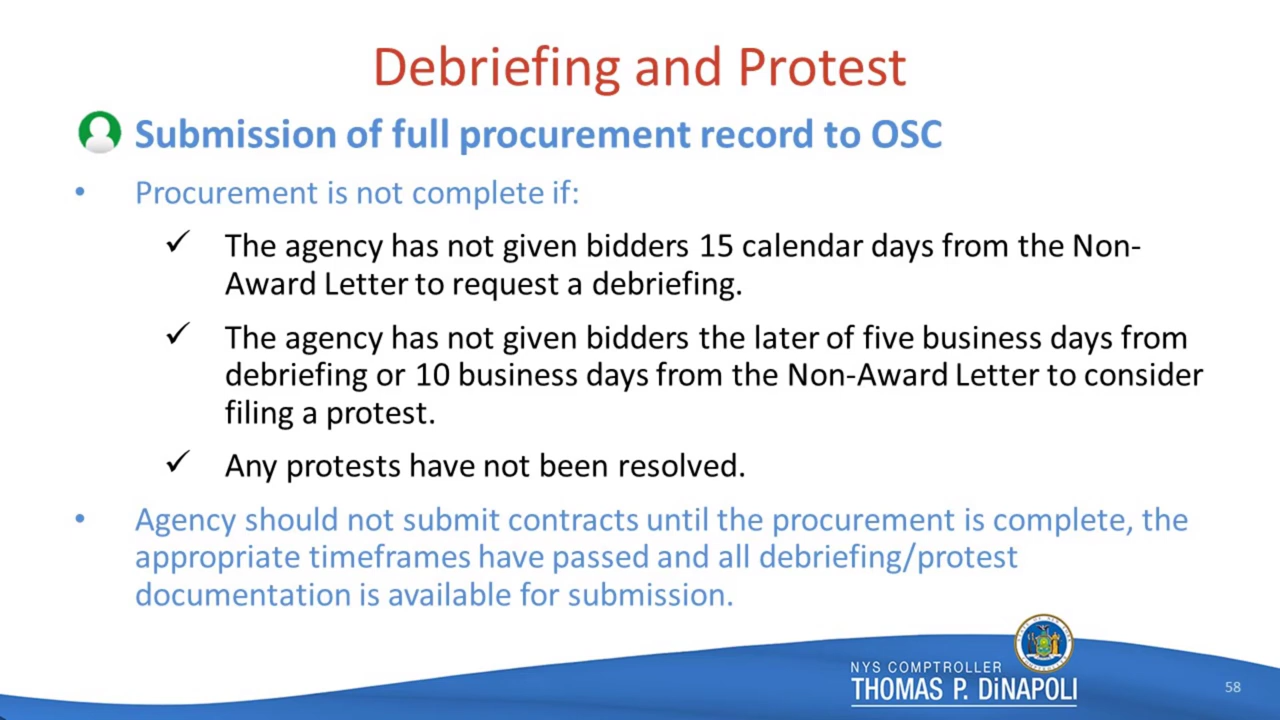 Debriefing and Protest
Submission of full procurement record to OSC
• Procurement is not complete if:
✓ The agency has not given bidders 15 calendar days from the Non-
Award Letter to request a debriefing.
✓ The agency has not given bidders the later of five business days from
debriefing or 10 business days from the Non-Award Letter to consider
filing a protest.
✓ Any protests have not been resolved.
• Agency should not submit contracts until the procurement is complete, the
appropriate timeframes have passed and all debriefing/protest
documentation is available for submission.
NYS COMPTROLLER
THOMAS P. DiNAPOLI
58